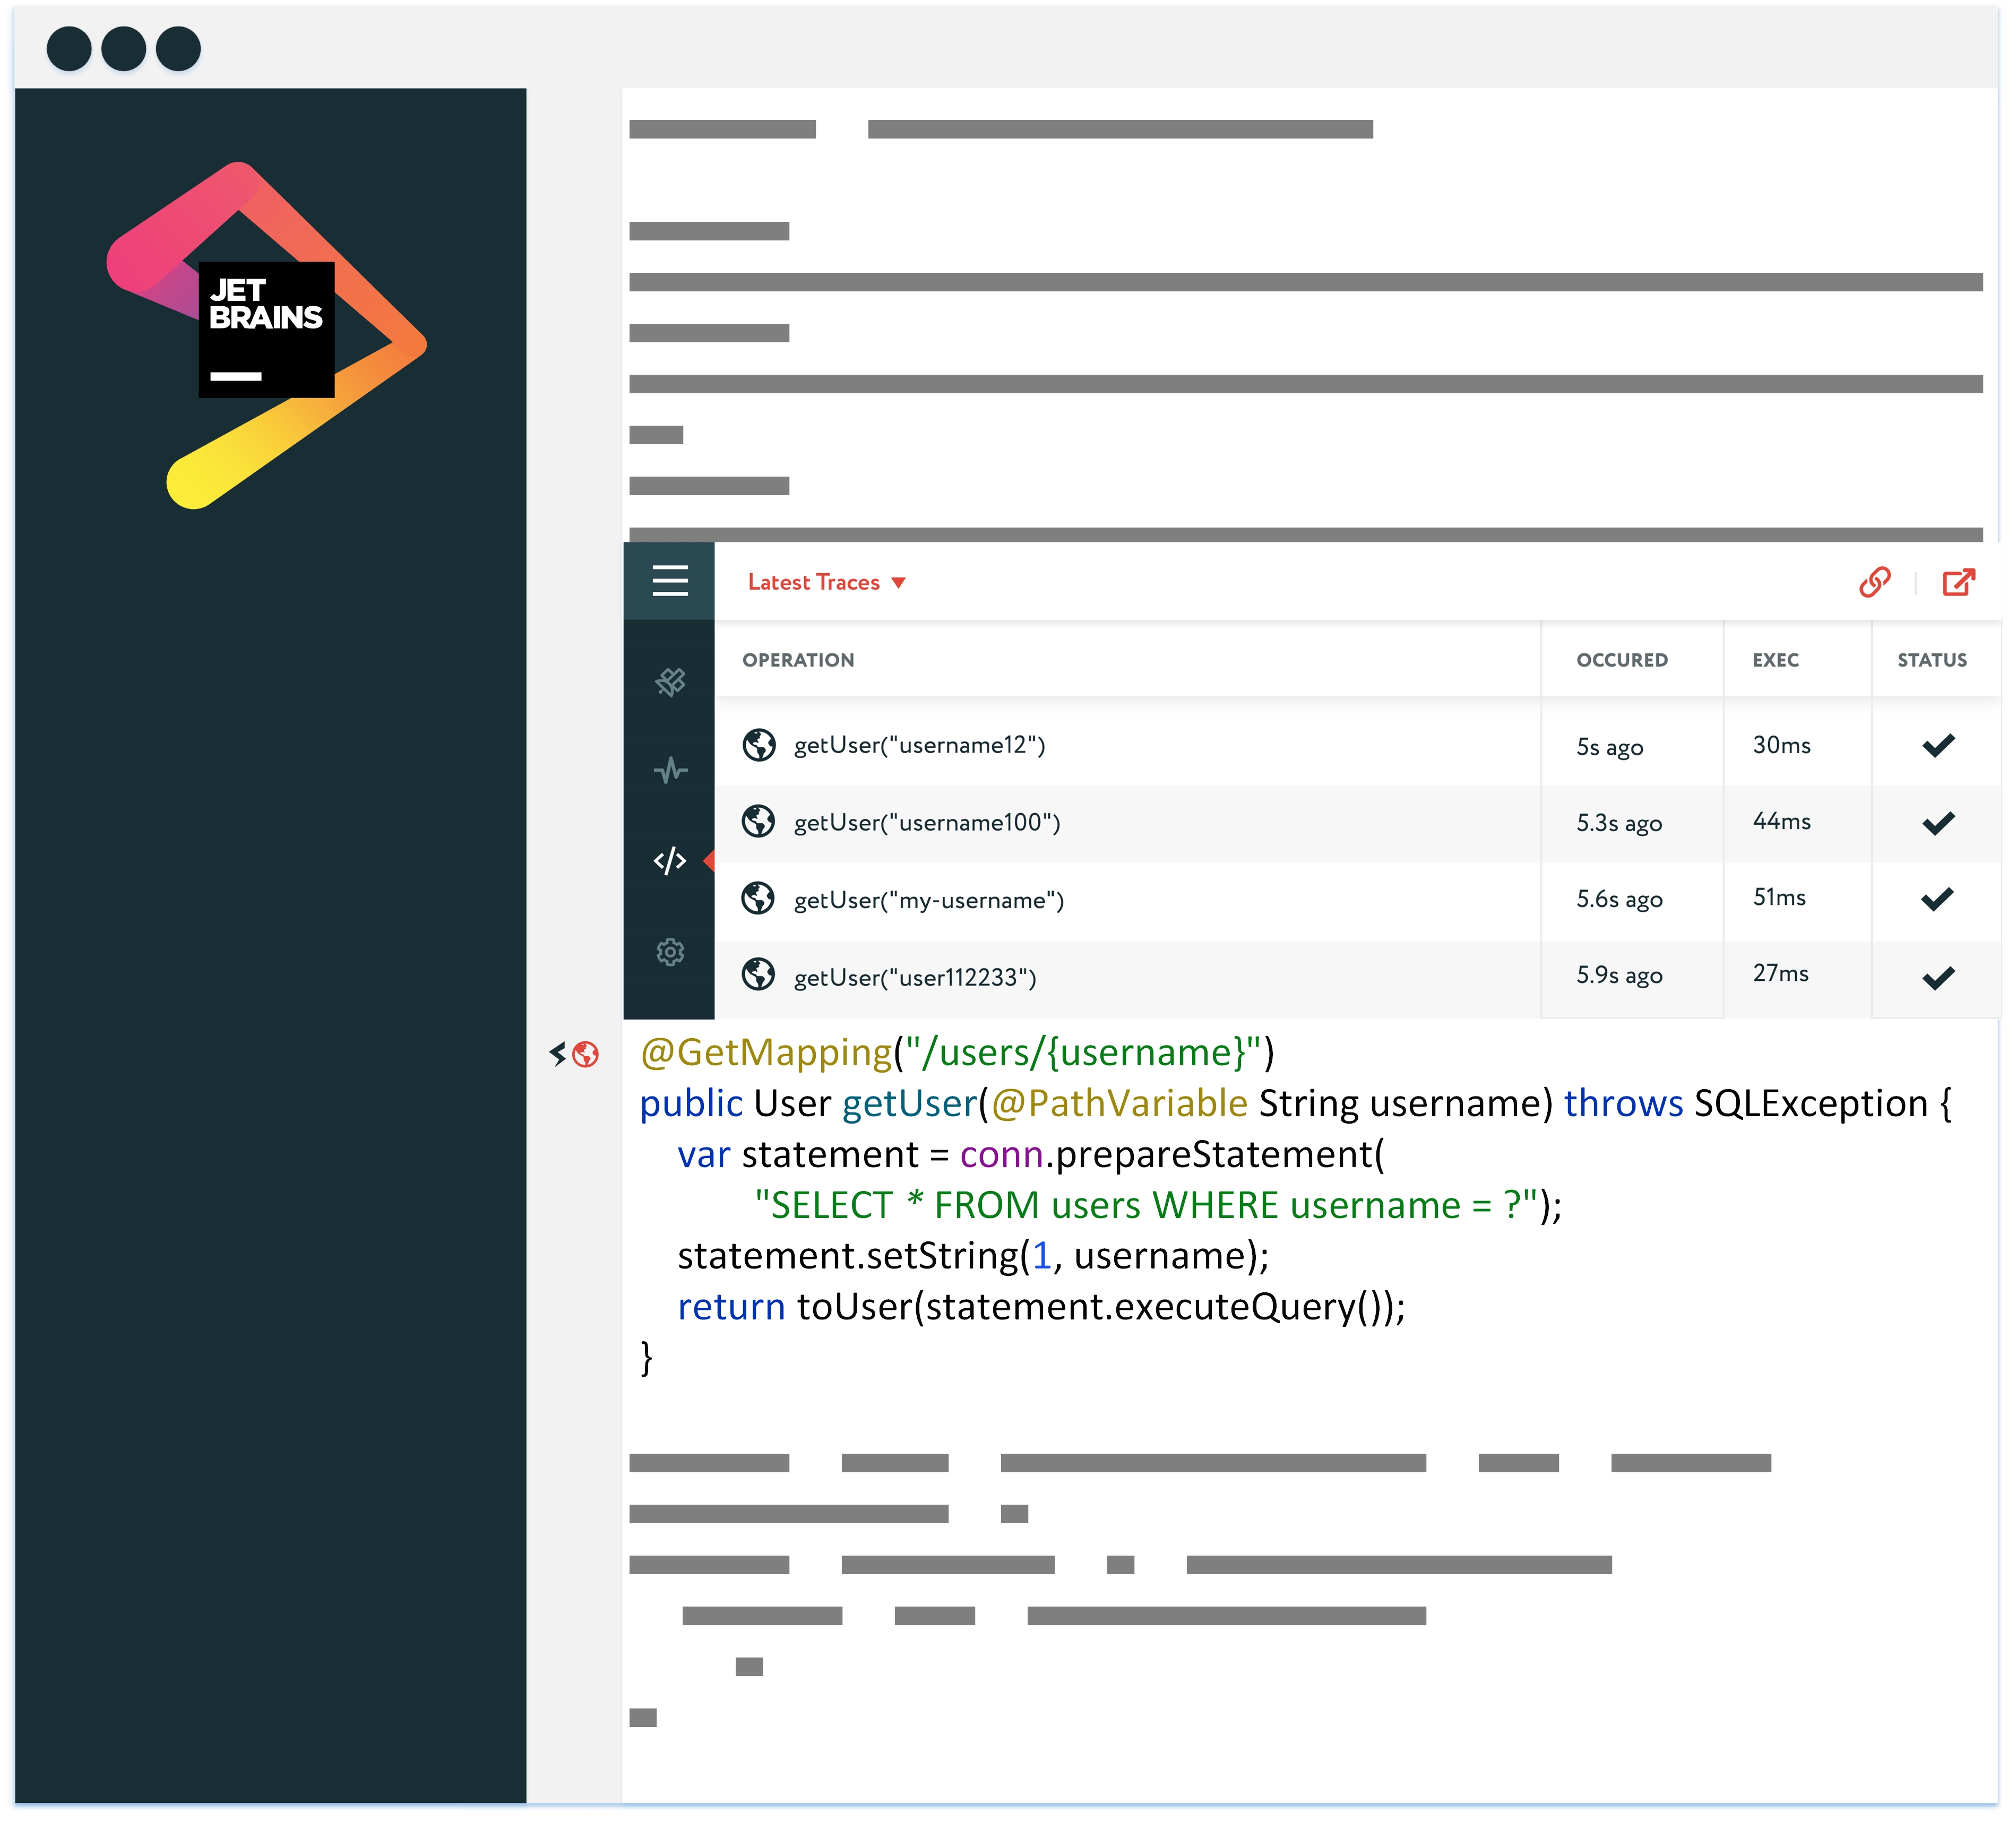 JET
BRAINS
Latest Traces
OPERATION OCCURED EXEC STATUS
getUser("username12") 5s ago 30ms
getUser("username100") 5.3s ago 44ms
getUser("my-username") 5.6s ago 51ms
getUser("user112233") 5.9s ago 27ms
@GetMapping("/users/{username}")
public User getUser(@PathVariable String username) throws SQLException {
var statement = conn.prepareStatement(
"SELECT * FROM users WHERE username = ?");
statement.setString(1, username);
return toUser(statement.executeQuery());
}